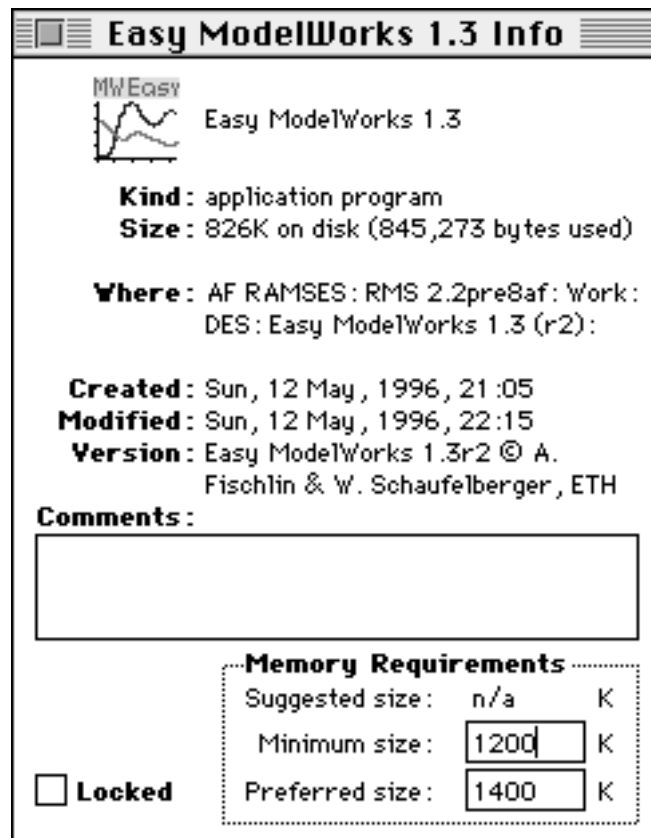 Easy ModelWorks 1.3 Info
MWEasy
Easy ModelWorks 1.3
Kind: application program
Size: 826K on disk (845,273 bytes used)
Where: AF RAMSES: RMS 2.2pre8af: Work:
DES: Easy ModelWorks 1.3 (r2):
Created: Sun, 12 May, 1996, 21:05
Modified: Sun, 12 May, 1996, 22:15
Version: Easy ModelWorks 1.3r2 © A.
Fischlin & W. Schaufelberger, ETH
Comments:
Memory Requirements
Suggested size: n/a K
Minimum size: 1200 K
Locked
Preferred size: 1400 K